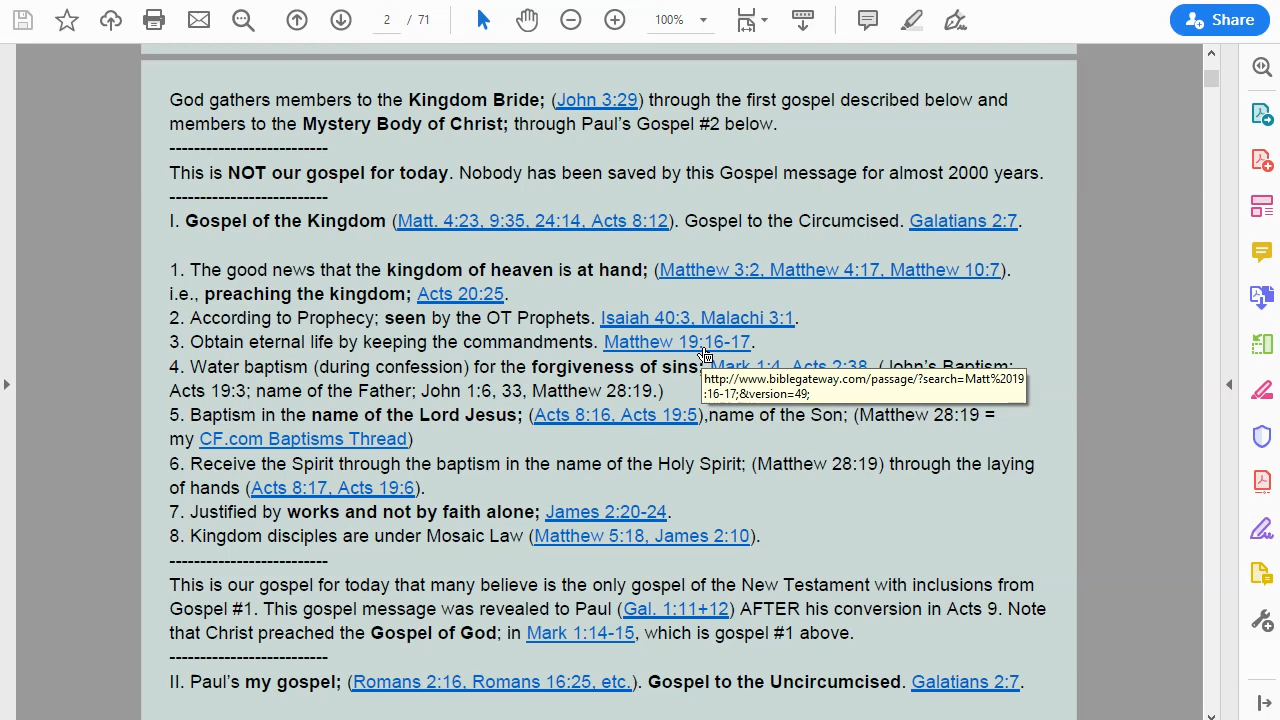 2 / 71
100%
Share
God gathers members to the Kingdom Bride; (John 3:29) through the first gospel described below and
members to the Mystery Body of Christ; through Paul's Gospel #2 below.
--------------------------
This is NOT our gospel for today. Nobody has been saved by this Gospel message for almost 2000 years.
--------------------------
I. Gospel of the Kingdom (Matt. 4:23, 9:35, 24:14, Acts 8:12). Gospel to the Circumcised. Galatians 2:7.
1. The good news that the kingdom of heaven is at hand; (Matthew 3:2, Matthew 4:17, Matthew 10:7).
i.e., preaching the kingdom; Acts 20:25.
2. According to Prophecy; seen by the OT Prophets. Isaiah 40:3, Malachi 3:1.
3. Obtain eternal life by keeping the commandments. Matthew 19:16-17.
4. Water baptism (during confession) for the forgiveness of sins; Mark 1:4, Acts 2:38. (John's Baptism;
http://www.biblegateway.com/passage/?search=Matt%2019
:16-17;&version=49;
Acts 19:3; name of the Father; John 1:6, 33, Matthew 28:19.)
5. Baptism in the name of the Lord Jesus; (Acts 8:16, Acts 19:5),name of the Son; (Matthew 28:19 =
my CF.com Baptisms Thread)
6. Receive the Spirit through the baptism in the name of the Holy Spirit; (Matthew 28:19) through the laying
of hands (Acts 8:17, Acts 19:6).
7. Justified by works and not by faith alone; James 2:20-24.
8. Kingdom disciples are under Mosaic Law (Matthew 5:18, James 2:10).
--------------------------
This is our gospel for today that many believe is the only gospel of the New Testament with inclusions from
Gospel #1. This gospel message was revealed to Paul (Gal. 1:11+12) AFTER his conversion in Acts 9. Note
that Christ preached the Gospel of God; in Mark 1:14-15, which is gospel #1 above.
--------------------------
II. Paul's my gospel; (Romans 2:16, Romans 16:25, etc.). Gospel to the Uncircumcised. Galatians 2:7.